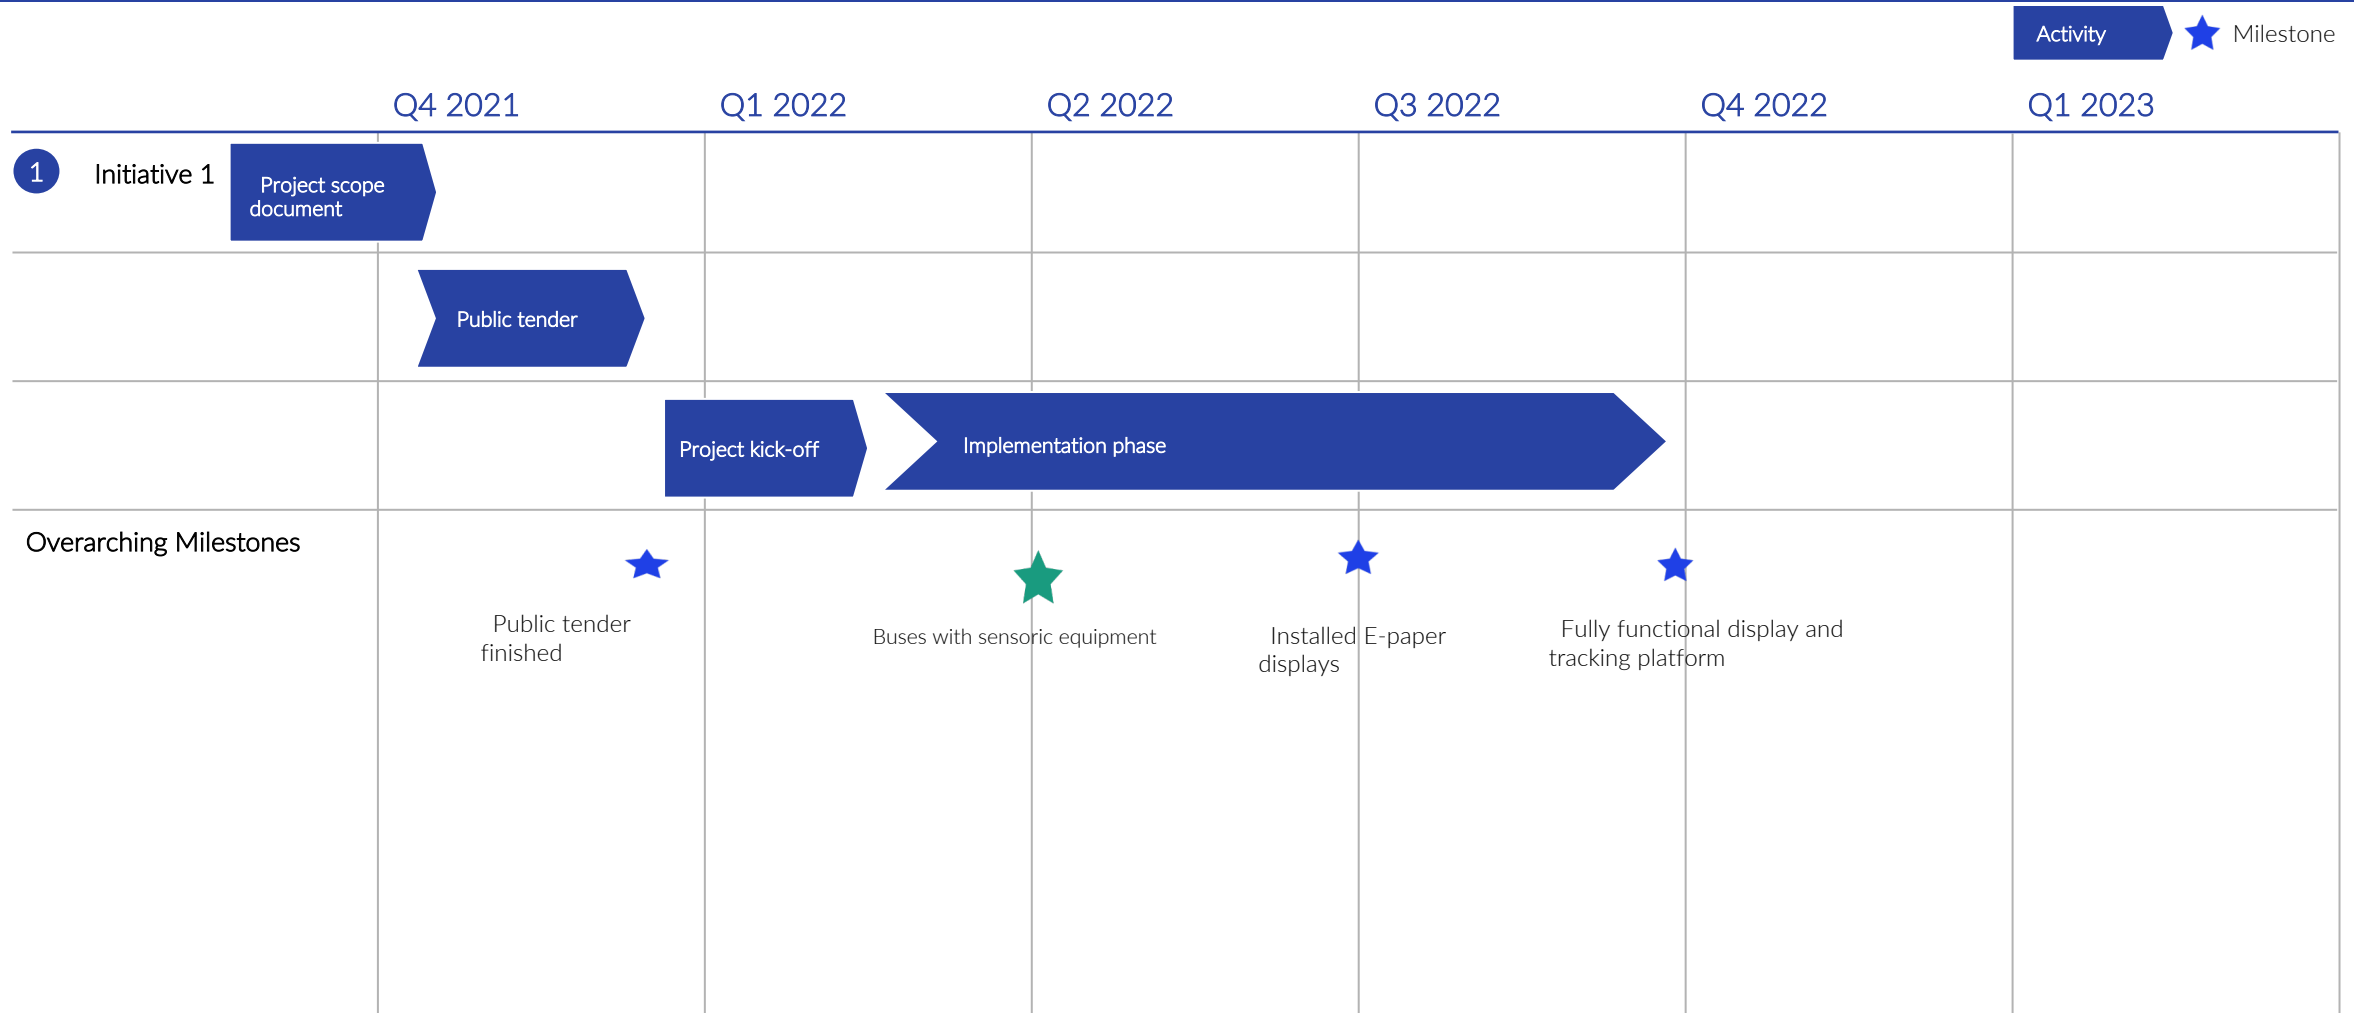 Activity
Milestone
Q4 2021
Q1 2022
Q2 2022
Q3 2022
Q4 2022
Q1 2023
1
Initiative 1
Project scope
document
Public tender
Project kick-off
Implementation phase
Overarching Milestones
Public tender
finished
Buses with sensoric equipment
Installed E-paper
displays
Fully functional display and
tracking platform